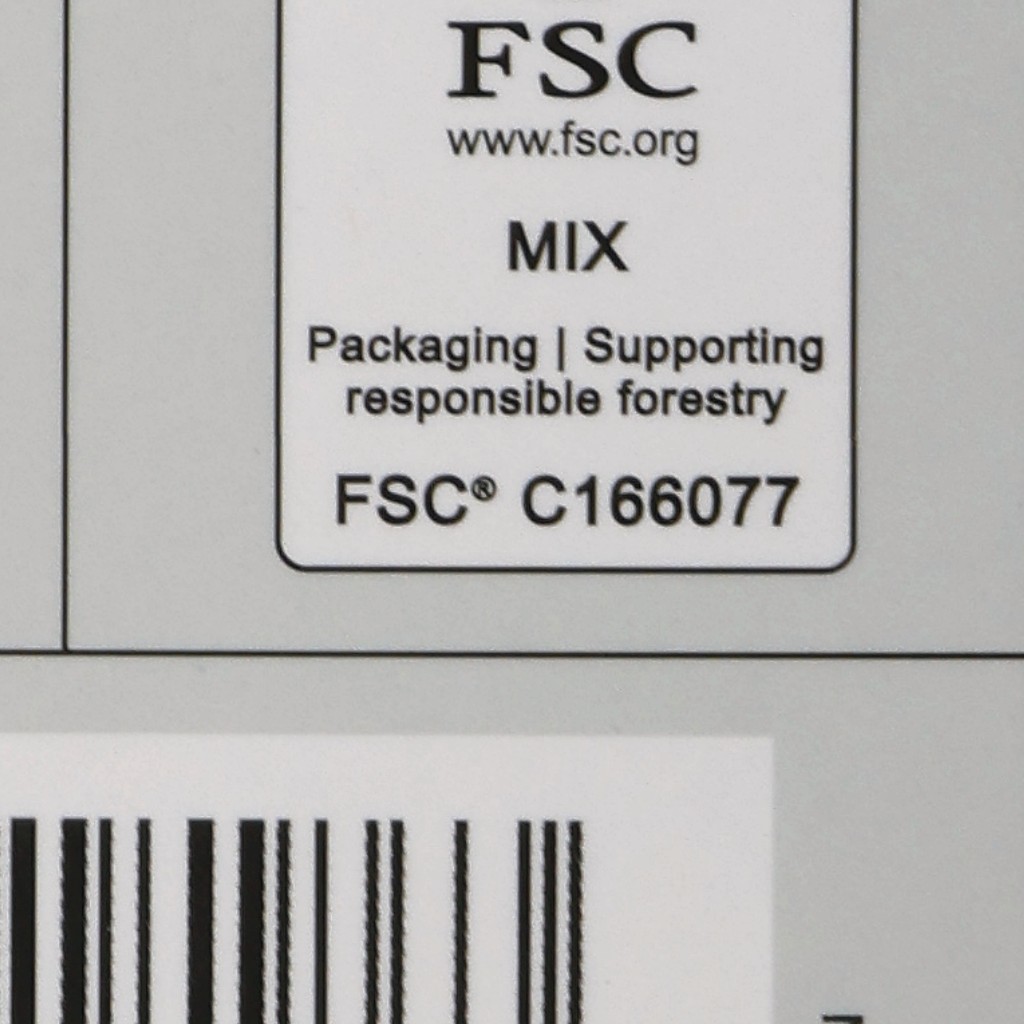 FSC
www.fsc.org
MIX
Packaging | Supporting
responsible forestry
FSC® C166077